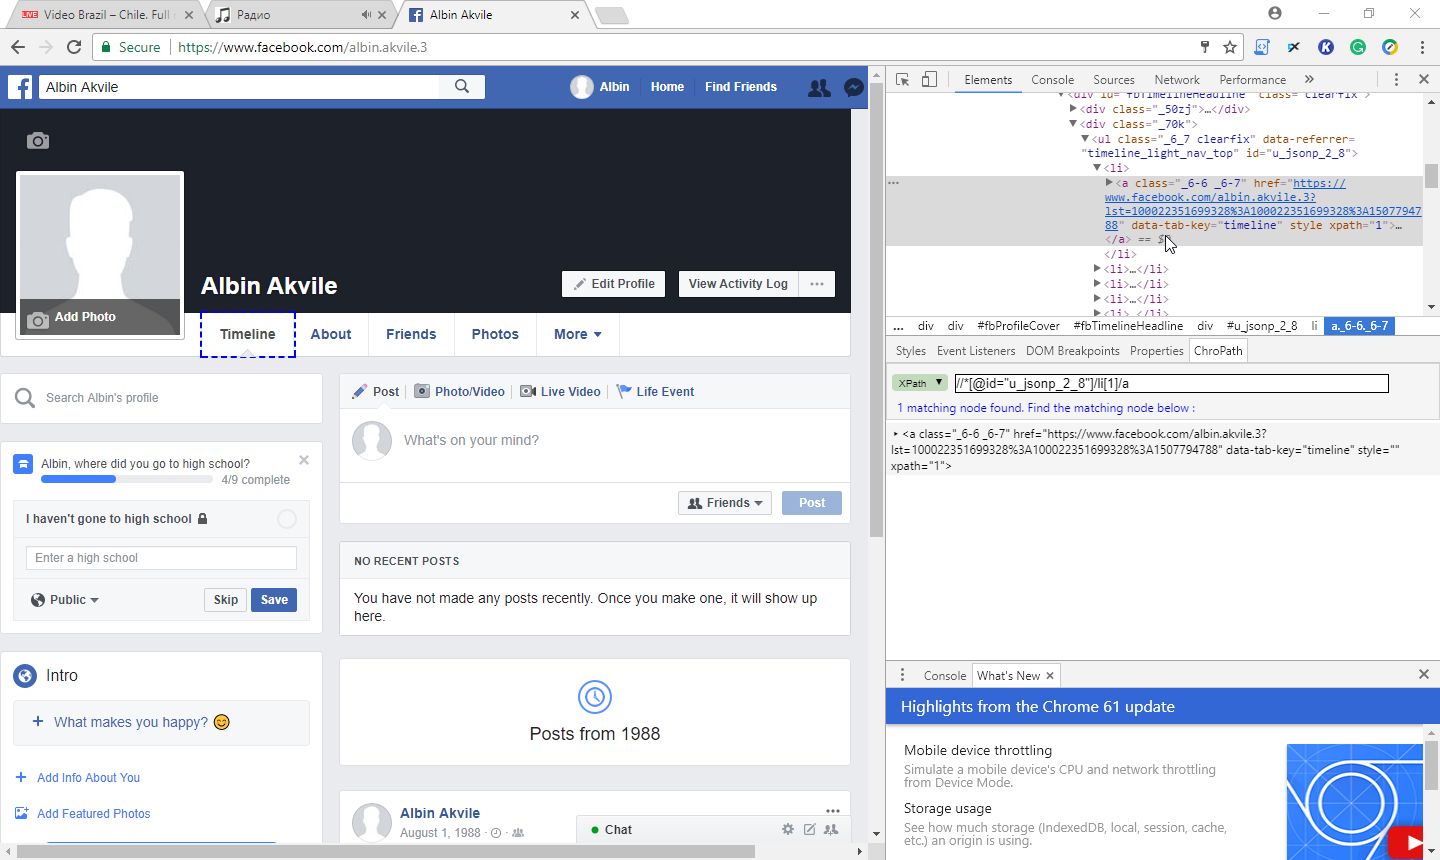 LIVE Video Brazil – Chile. Full
Радио
Albin Akvile
Secure https://www.facebook.com/albin.akvile.3
Albin Akvile
Albin Home Find Friends
Add Photo
Albin Akvile
Edit Profile View Activity Log
Timeline About Friends Photos More
Search Albin's profile
Albin, where did you go to high school?
4/9 complete
I haven't gone to high school
Enter a high school
Public Skip Save
Intro
+ What makes you happy?
+ Add Info About You
Add Featured Photos
Post Photo/Video Live Video Life Event
What's on your mind?
Friends Post
NO RECENT POSTS
You have not made any posts recently. Once you make one, it will show up
here.
Posts from 1988
Albin Akvile
August 1, 1988
Chat
Elements Console Sources Network Performance »
<div id="fbTimelineHeadline" class="clearfix">
<div class="_50zj">…</div>
<div class="_70k">
<ul class="_6_7 clearfix" data-referrer=
"timeline_light_nav_top" id="u_jsonp_2_8">
<li>
<a class="_6-6 _6-7" href="https://
www.facebook.com/albin.akvile.3?
lst=100022351699328%3A100022351699328%3A15077947
88" data-tab-key="timeline" style xpath="1">…
</a> ==
</li>
<li>…</li>
<li>…</li>
<li>…</li>
<li>…</li>
... div div #fbProfileCover #fbTimelineHeadline div #u_jsonp_2_8 li a._6-6._6-7
Styles Event Listeners DOM Breakpoints Properties ChroPath
XPath ▼ //*[@id="u_jsonp_2_8"]/li[1]/a
1 matching node found. Find the matching node below :
<a class="_6-6 _6-7" href="https://www.facebook.com/albin.akvile.3?
lst=100022351699328%3A100022351699328%3A1507794788" data-tab-key="timeline" style=""
xpath="1">
Console What's New ×
Highlights from the Chrome 61 update
Mobile device throttling
Simulate a mobile device's CPU and network throttling
from Device Mode.
Storage usage
See how much storage (IndexedDB, local, session, cache,
etc.) an origin is using.